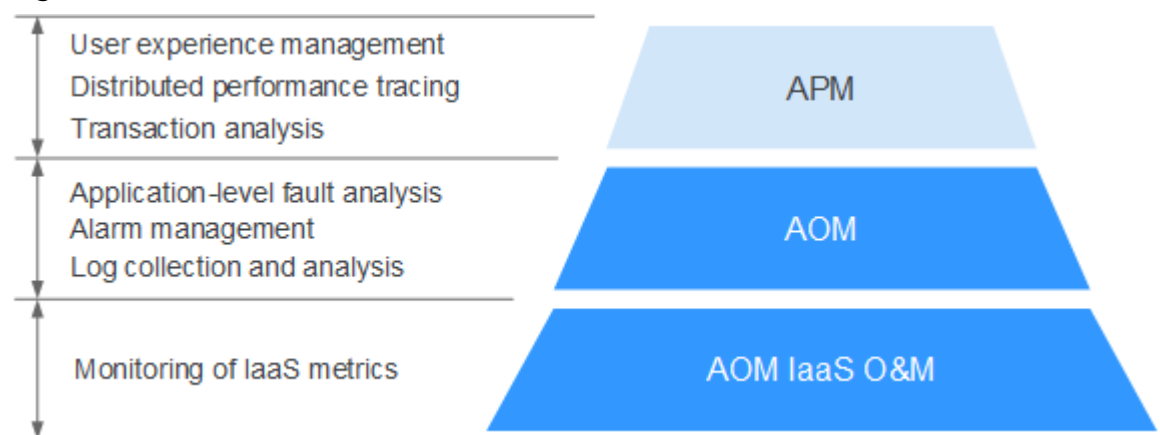 User experience management
Distributed performance tracing
Transaction analysis
APM
Application-level fault analysis
Alarm management
Log collection and analysis
AOM
Monitoring of IaaS metrics
AOM IaaS O&M